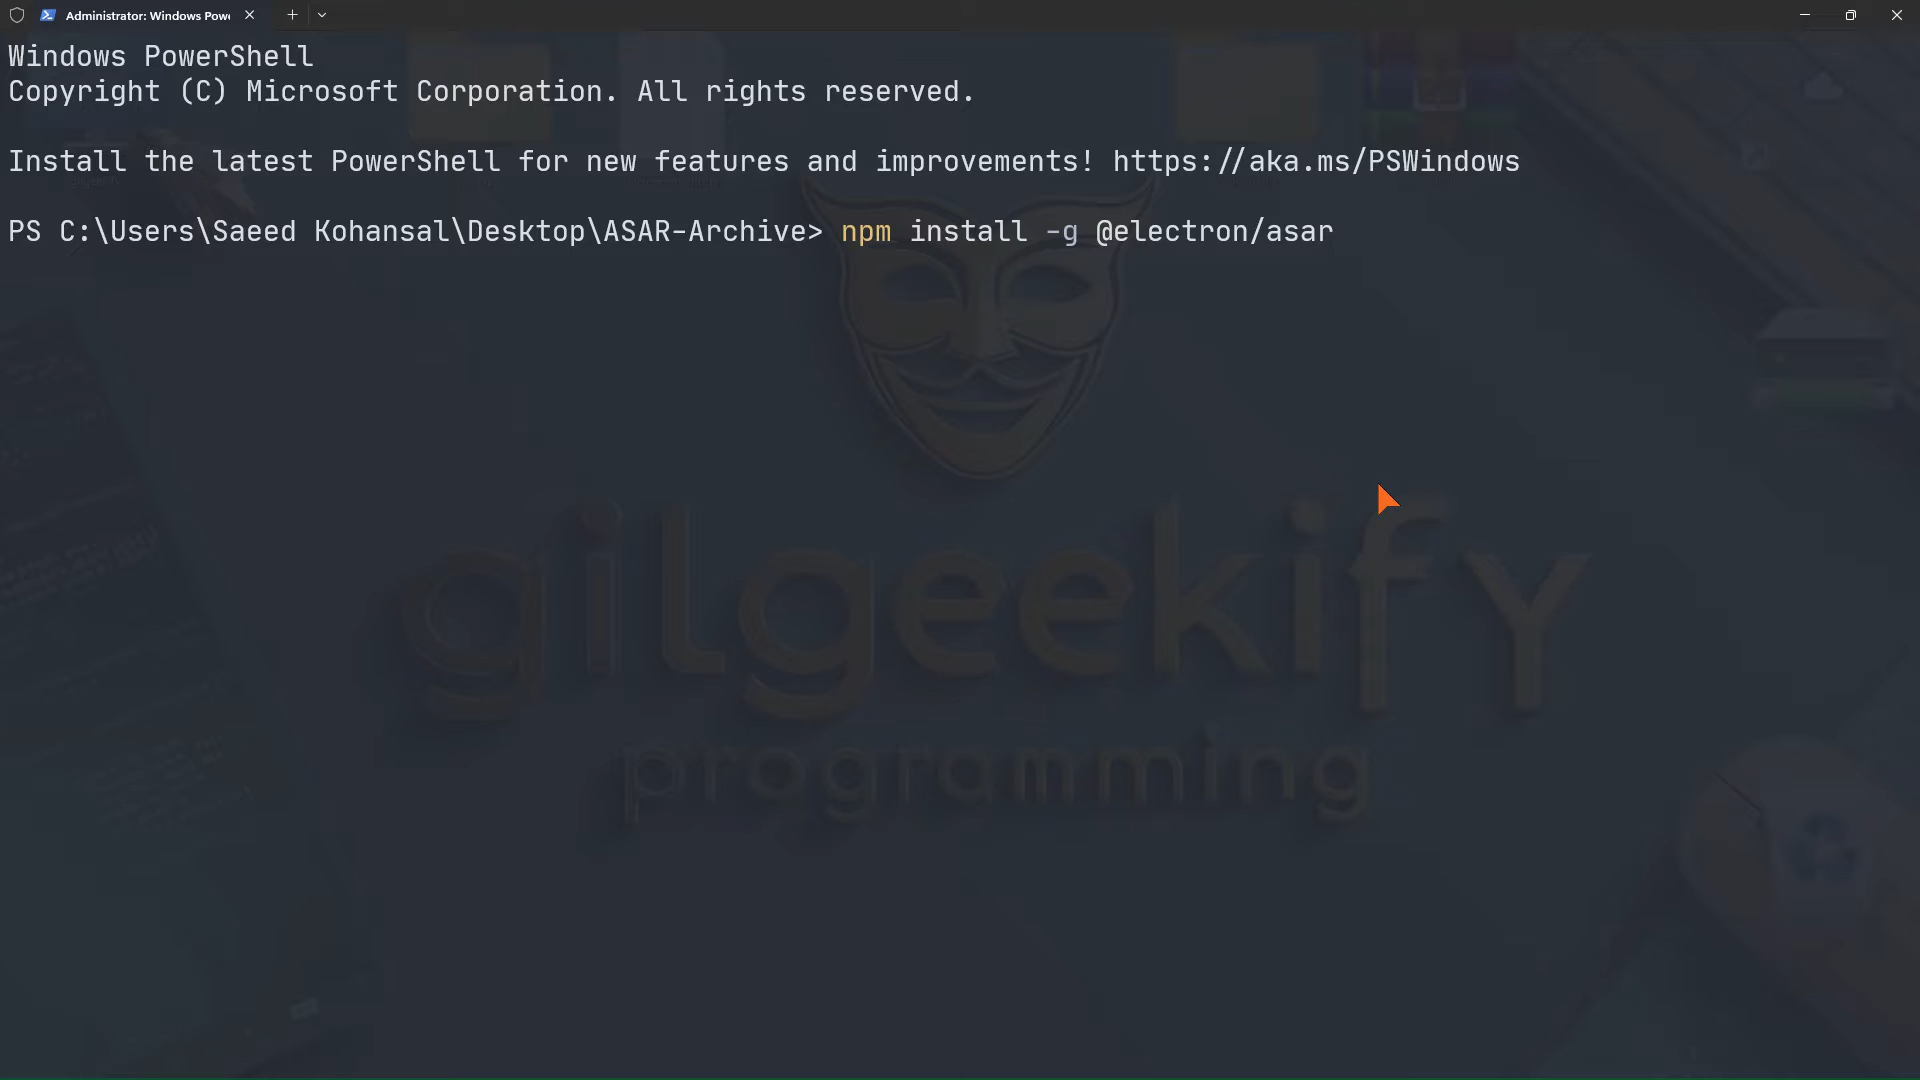 Administrator: Windows Powe
Windows PowerShell
Copyright (C) Microsoft Corporation. All rights reserved.
Install the latest PowerShell for new features and improvements! https://aka.ms/PSWindows
PS C:\Users\Saeed Kohansal\Desktop\ASAR-Archive> npm install -g @electron/asar
gilgeekify
programming